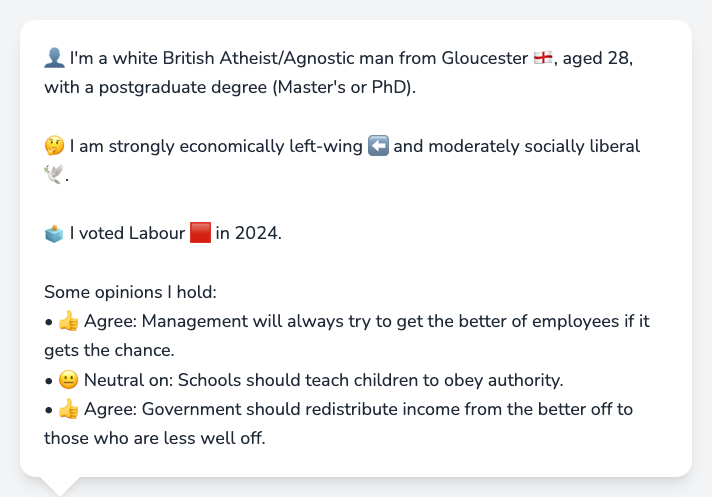 👤 I'm a white British Atheist/Agnostic man from Gloucester 🏴󠁧󠁢󠁥󠁮󠁧󠁿, aged 28,
with a postgraduate degree (Master's or PhD).
🤔 I am strongly economically left-wing ⬅️ and moderately socially liberal
🕊️.
🗳️ I voted Labour 🟥 in 2024.
Some opinions I hold:
• 👍 Agree: Management will always try to get the better of employees if it
gets the chance.
• 😐 Neutral on: Schools should teach children to obey authority.
• 👍 Agree: Government should redistribute income from the better off to
those who are less well off.